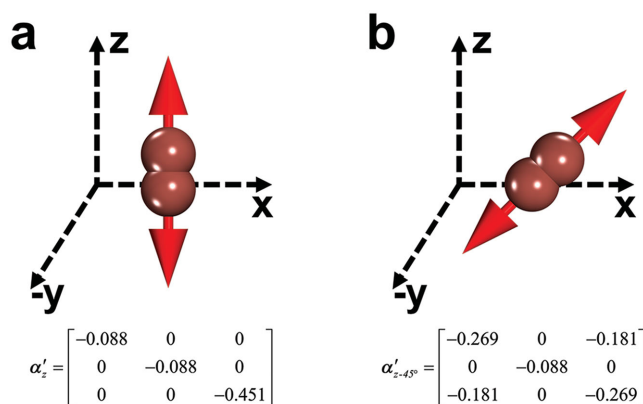 a
z
x
-y
α′z = [−0.088 0 0
0 −0.088 0
0 0 −0.451]
b
z
x
-y
α′z-45° = [−0.269 0 −0.181
0 −0.088 0
−0.181 0 −0.269]